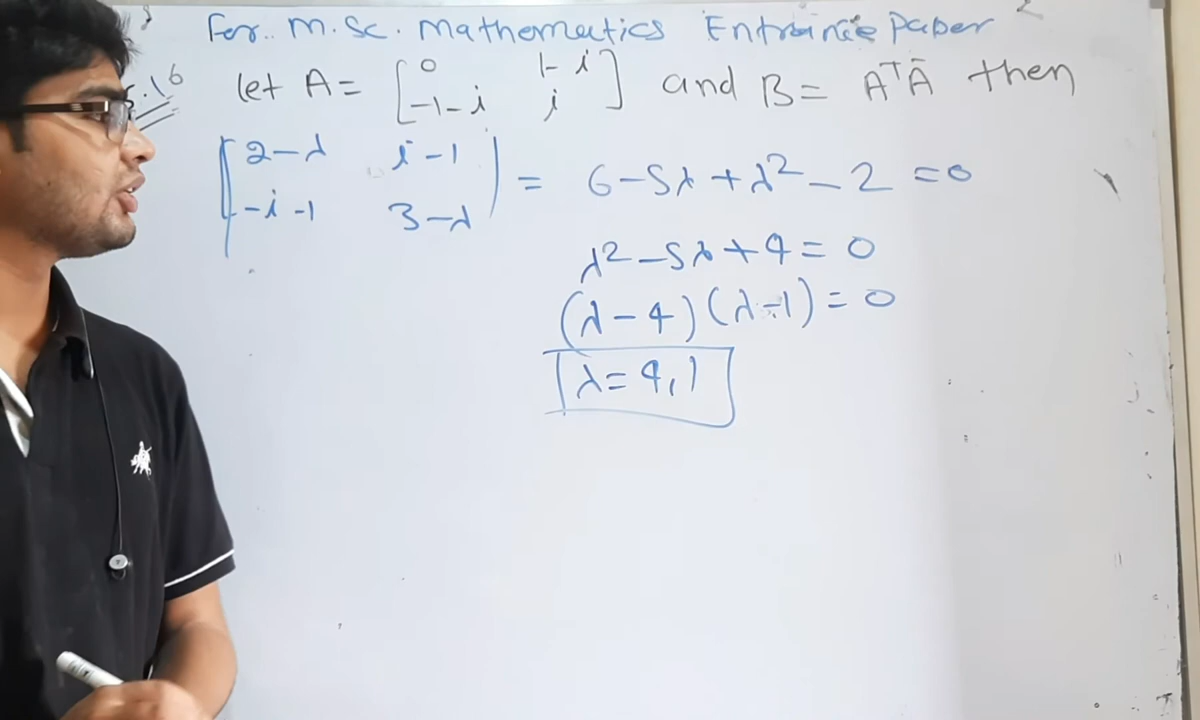 For.. M.Sc. Mathematics Entrance Paper
Let A = [ 0 1-i ; -1-i i ] and B = AᵀĀ then
| 2-λ i-1 ; -i-1 3-λ | = 6-5λ+λ²-2 =0
λ²-5λ+4=0
(λ-4)(λ-1)=0
λ=4,1